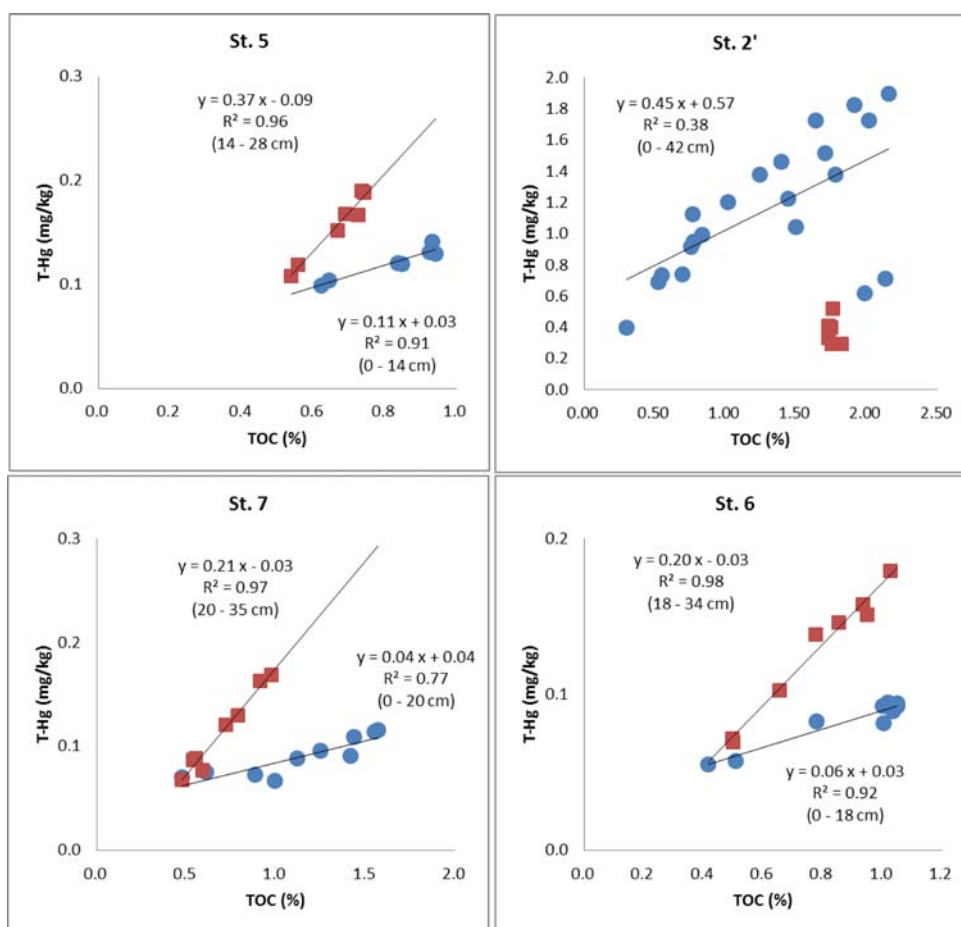 St. 5
0.3
0.2
0.1
0.0
T-Hg (mg/kg)
y = 0.37 x - 0.09
R² = 0.96
(14 - 28 cm)
y = 0.11 x + 0.03
R² = 0.91
(0 - 14 cm)
0.0 0.2 0.4 0.6 0.8 1.0
TOC (%)
St. 2'
2.0
1.8
1.6
1.4
1.2
1.0
0.8
0.6
0.4
0.2
0.0
T-Hg (mg/kg)
y = 0.45 x + 0.57
R² = 0.38
(0 - 42 cm)
0.00 0.50 1.00 1.50 2.00 2.50
TOC (%)
St. 7
0.3
0.2
0.1
0.0
T-Hg (mg/kg)
y = 0.21 x - 0.03
R² = 0.97
(20 - 35 cm)
y = 0.04 x + 0.04
R² = 0.77
(0 - 20 cm)
0.0 0.5 1.0 1.5 2.0
TOC (%)
St. 6
0.2
0.1
0.0
T-Hg (mg/kg)
y = 0.20 x - 0.03
R² = 0.98
(18 - 34 cm)
y = 0.06 x + 0.03
R² = 0.92
(0 - 18 cm)
0.0 0.2 0.4 0.6 0.8 1.0 1.2
TOC (%)